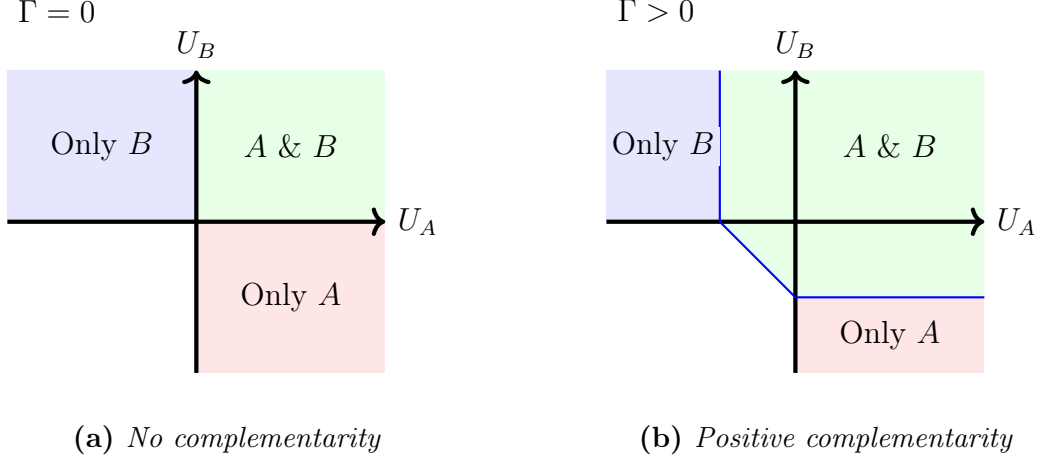 Γ = 0
U_B
Only B
A & B
U_A
Only A
(a) No complementarity
Γ > 0
U_B
Only B
A & B
U_A
Only A
(b) Positive complementarity